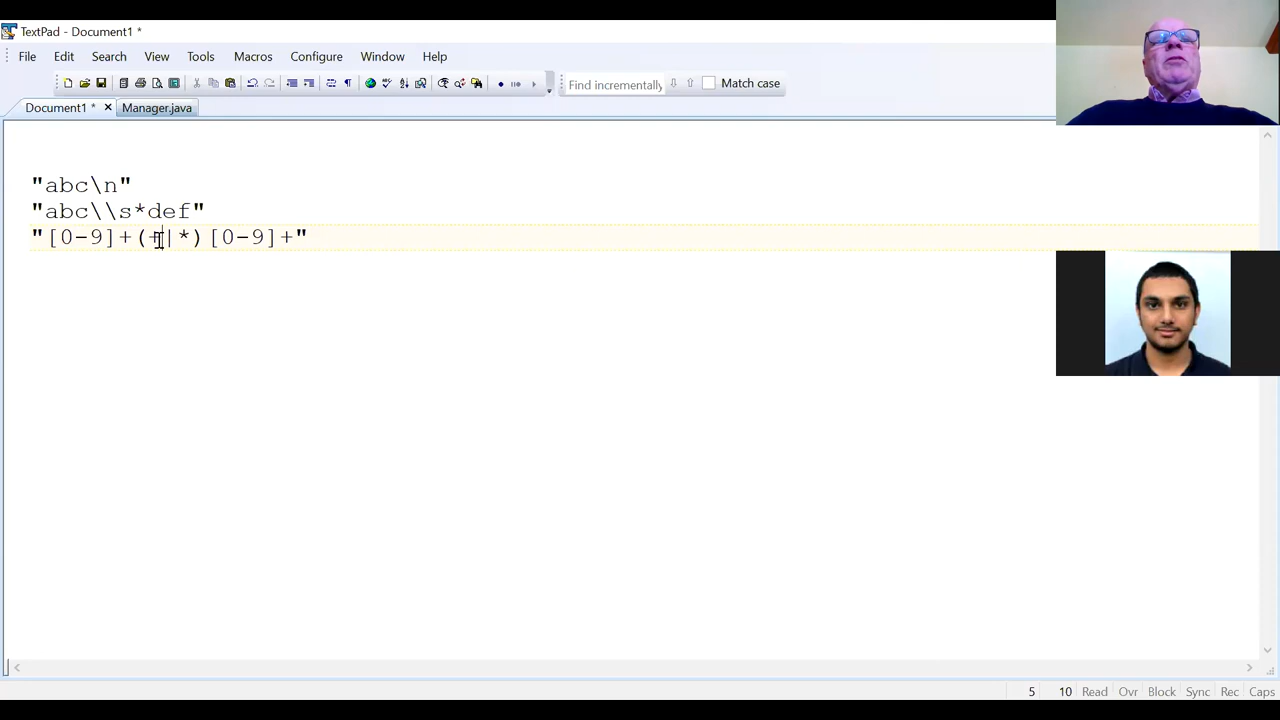 TextPad - Document1 *
File Edit Search View Tools Macros Configure Window Help
Find incrementally Match case
Document1 * Manager.java
"abc\n"
"abc\\s*def"
"[0-9]+(+|*)[0-9]+"
5 10 Read Ovr Block Sync Rec Caps